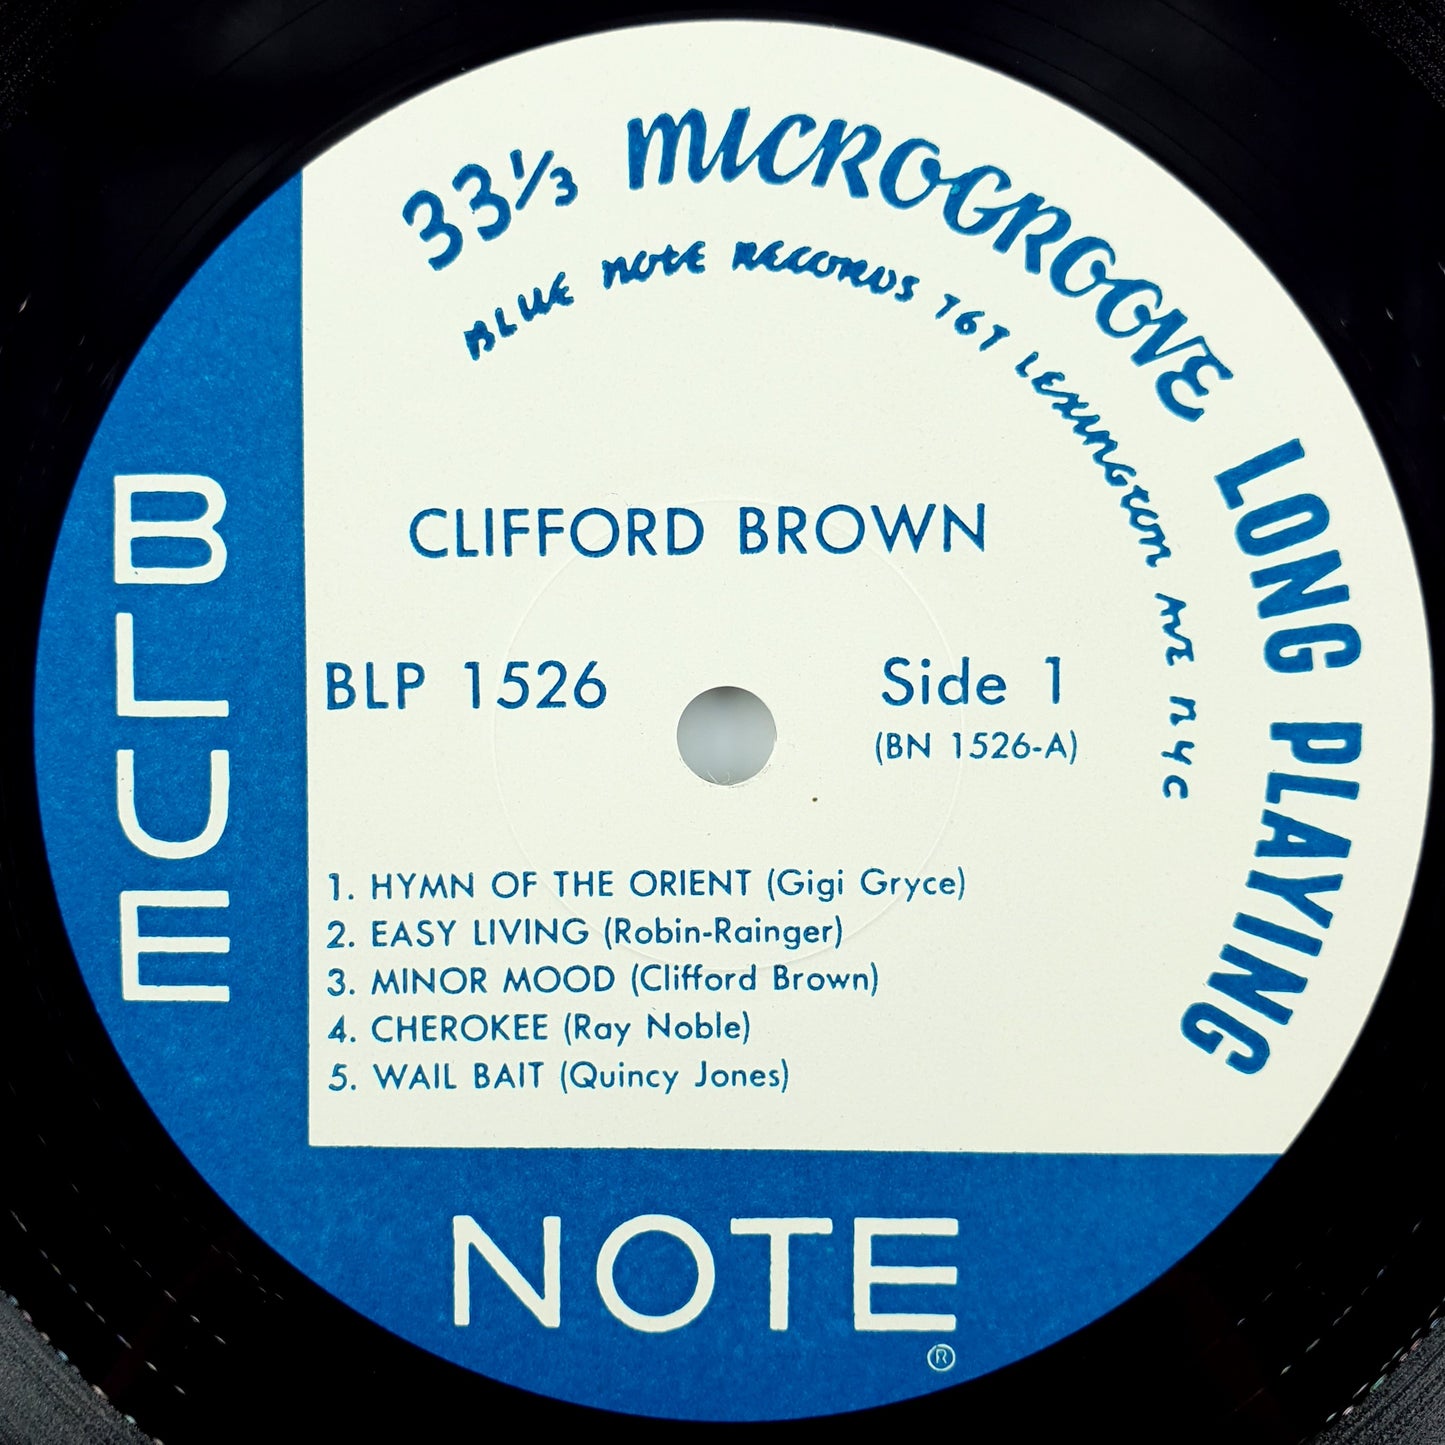 33⅓ MICROGROOVE LONG PLAYING
BLUE NOTE RECORDS 767 LEXINGTON AVE NYC
CLIFFORD BROWN
BLP 1526
Side 1
(BN 1526-A)
1. HYMN OF THE ORIENT (Gigi Gryce)
2. EASY LIVING (Robin-Rainger)
3. MINOR MOOD (Clifford Brown)
4. CHEROKEE (Ray Noble)
5. WAIL BAIT (Quincy Jones)
BLUE
NOTE
®